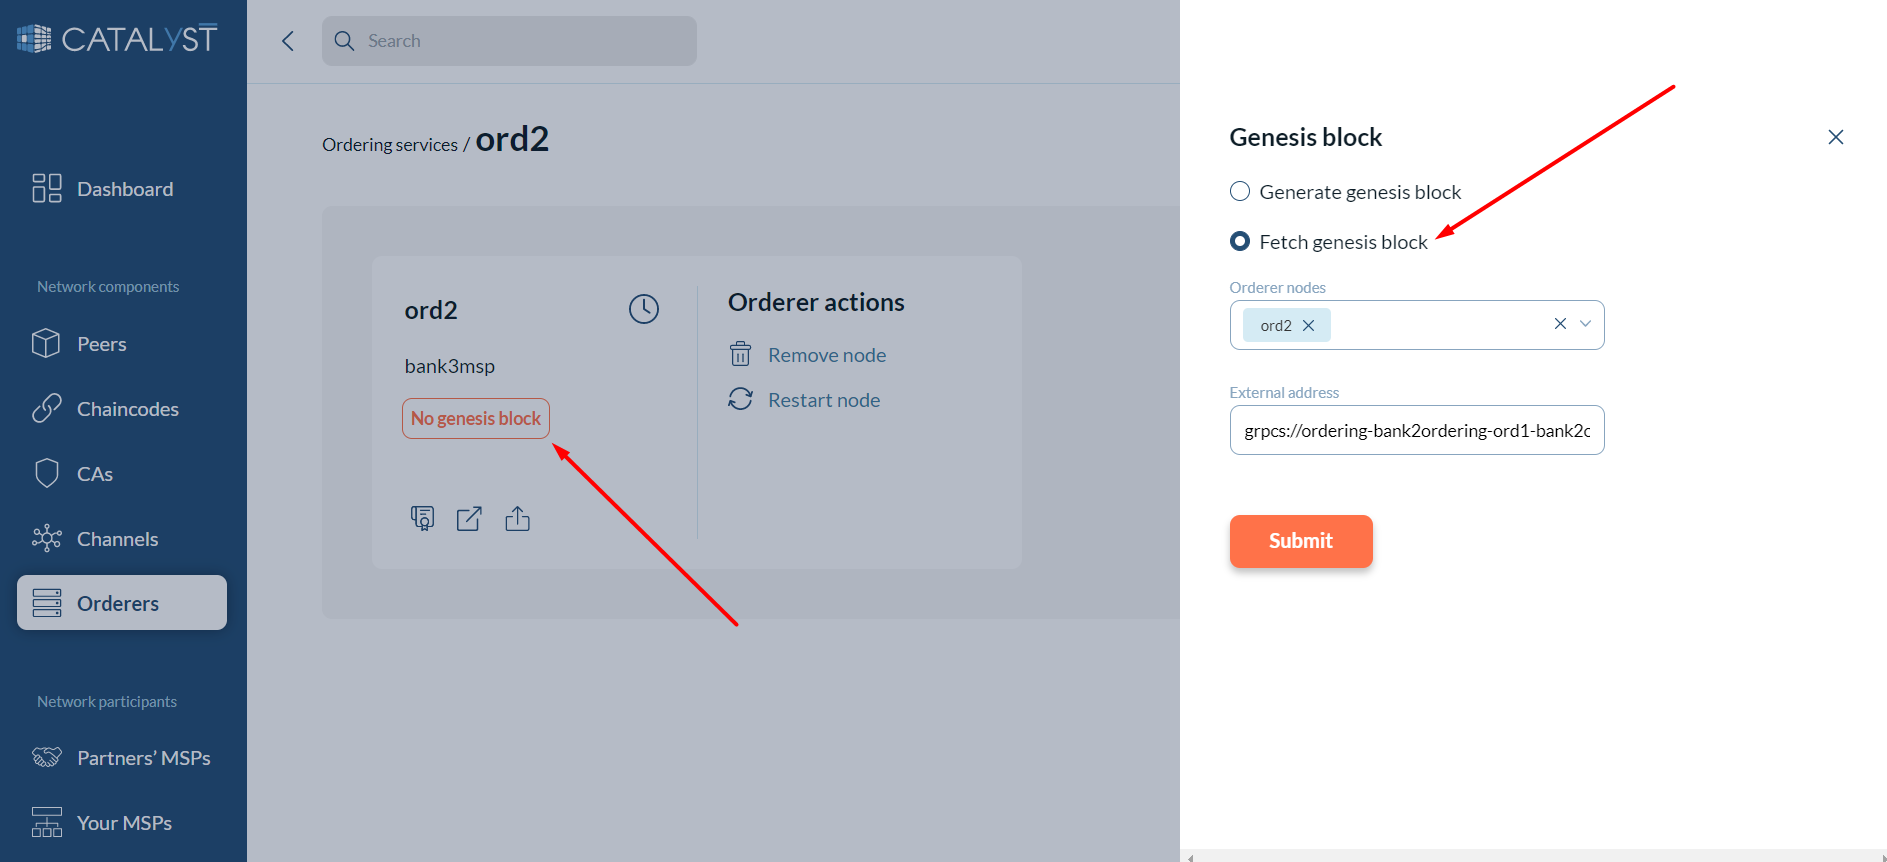 CATALYST
Dashboard
Network components
Peers
Chaincodes
CAs
Channels
Orderers
Network participants
Partners’ MSPs
Your MSPs
Search
Ordering services / ord2
ord2
bank3msp
No genesis block
Orderer actions
Remove node
Restart node
Genesis block
Generate genesis block
Fetch genesis block
Orderer nodes
ord2
External address
grpcs://ordering-bank2ordering-ord1-bank2c
Submit